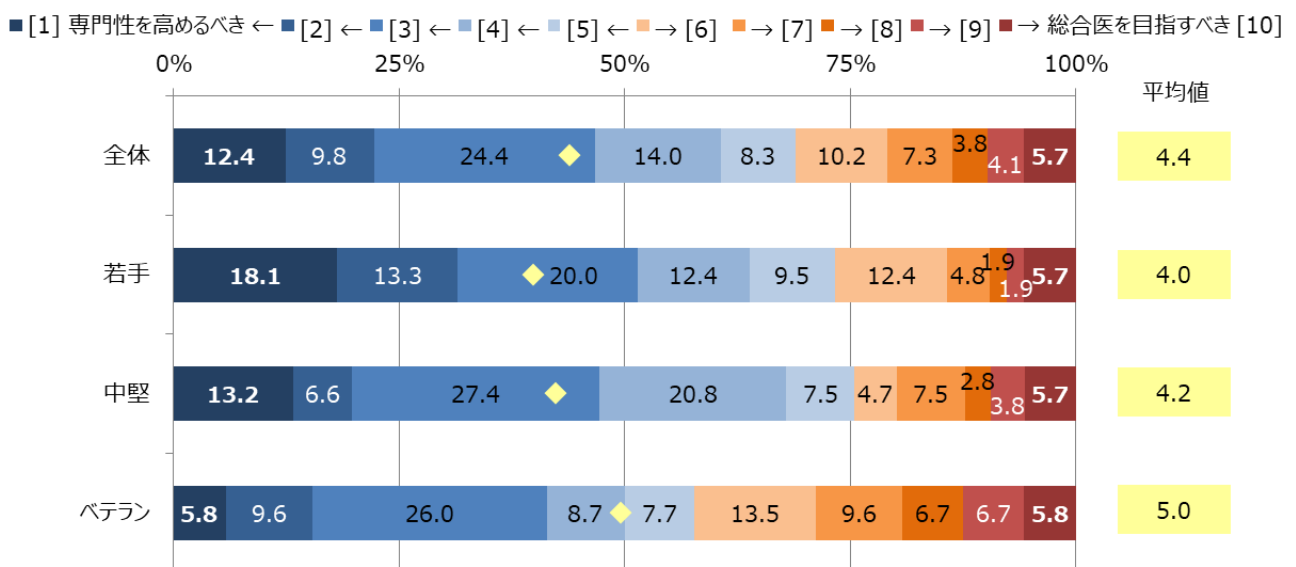 ■[1] 専門性を高めるべき ← ■[2] ← ■[3] ← ■[4] ← ■[5] ← ■→ [6] ■→ [7] ■→ [8] ■→ [9] ■→ 総合医を目指すべき [10]
0% 25% 50% 75% 100%
平均値
全体 12.4 9.8 24.4 14.0 8.3 10.2 7.3 3.8 4.1 5.7 4.4
若手 18.1 13.3 20.0 12.4 9.5 12.4 4.8 1.9 1.9 5.7 4.0
中堅 13.2 6.6 27.4 20.8 7.5 4.7 7.5 2.8 3.8 5.7 4.2
ベテラン 5.8 9.6 26.0 8.7 7.7 13.5 9.6 6.7 6.7 5.8 5.0